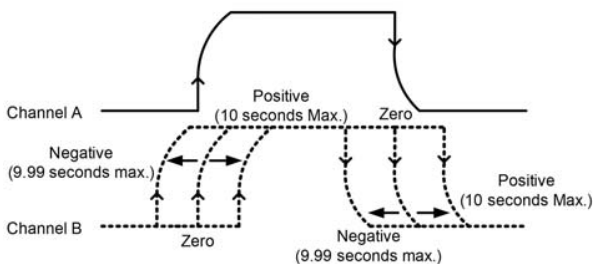 Channel A
Positive
(10 seconds Max.)
Zero
Negative
(9.99 seconds max.)
Positive
(10 seconds Max.)
Channel B
Zero
Negative
(9.99 seconds max.)